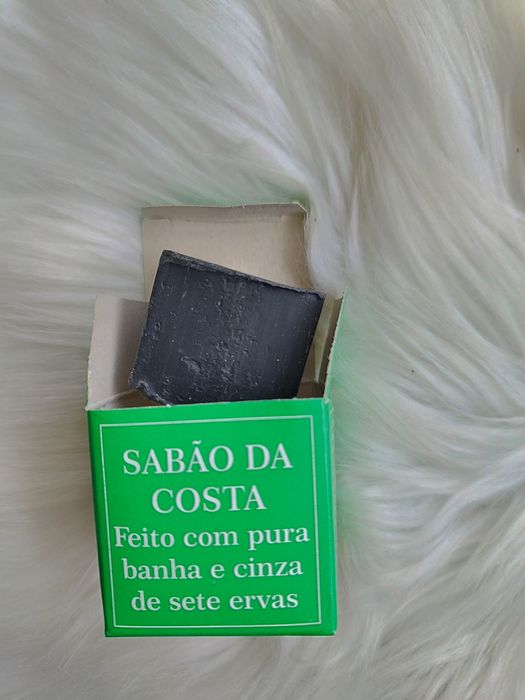 SABÃO DA
COSTA
Feito com pura
banha e cinza
de sete ervas